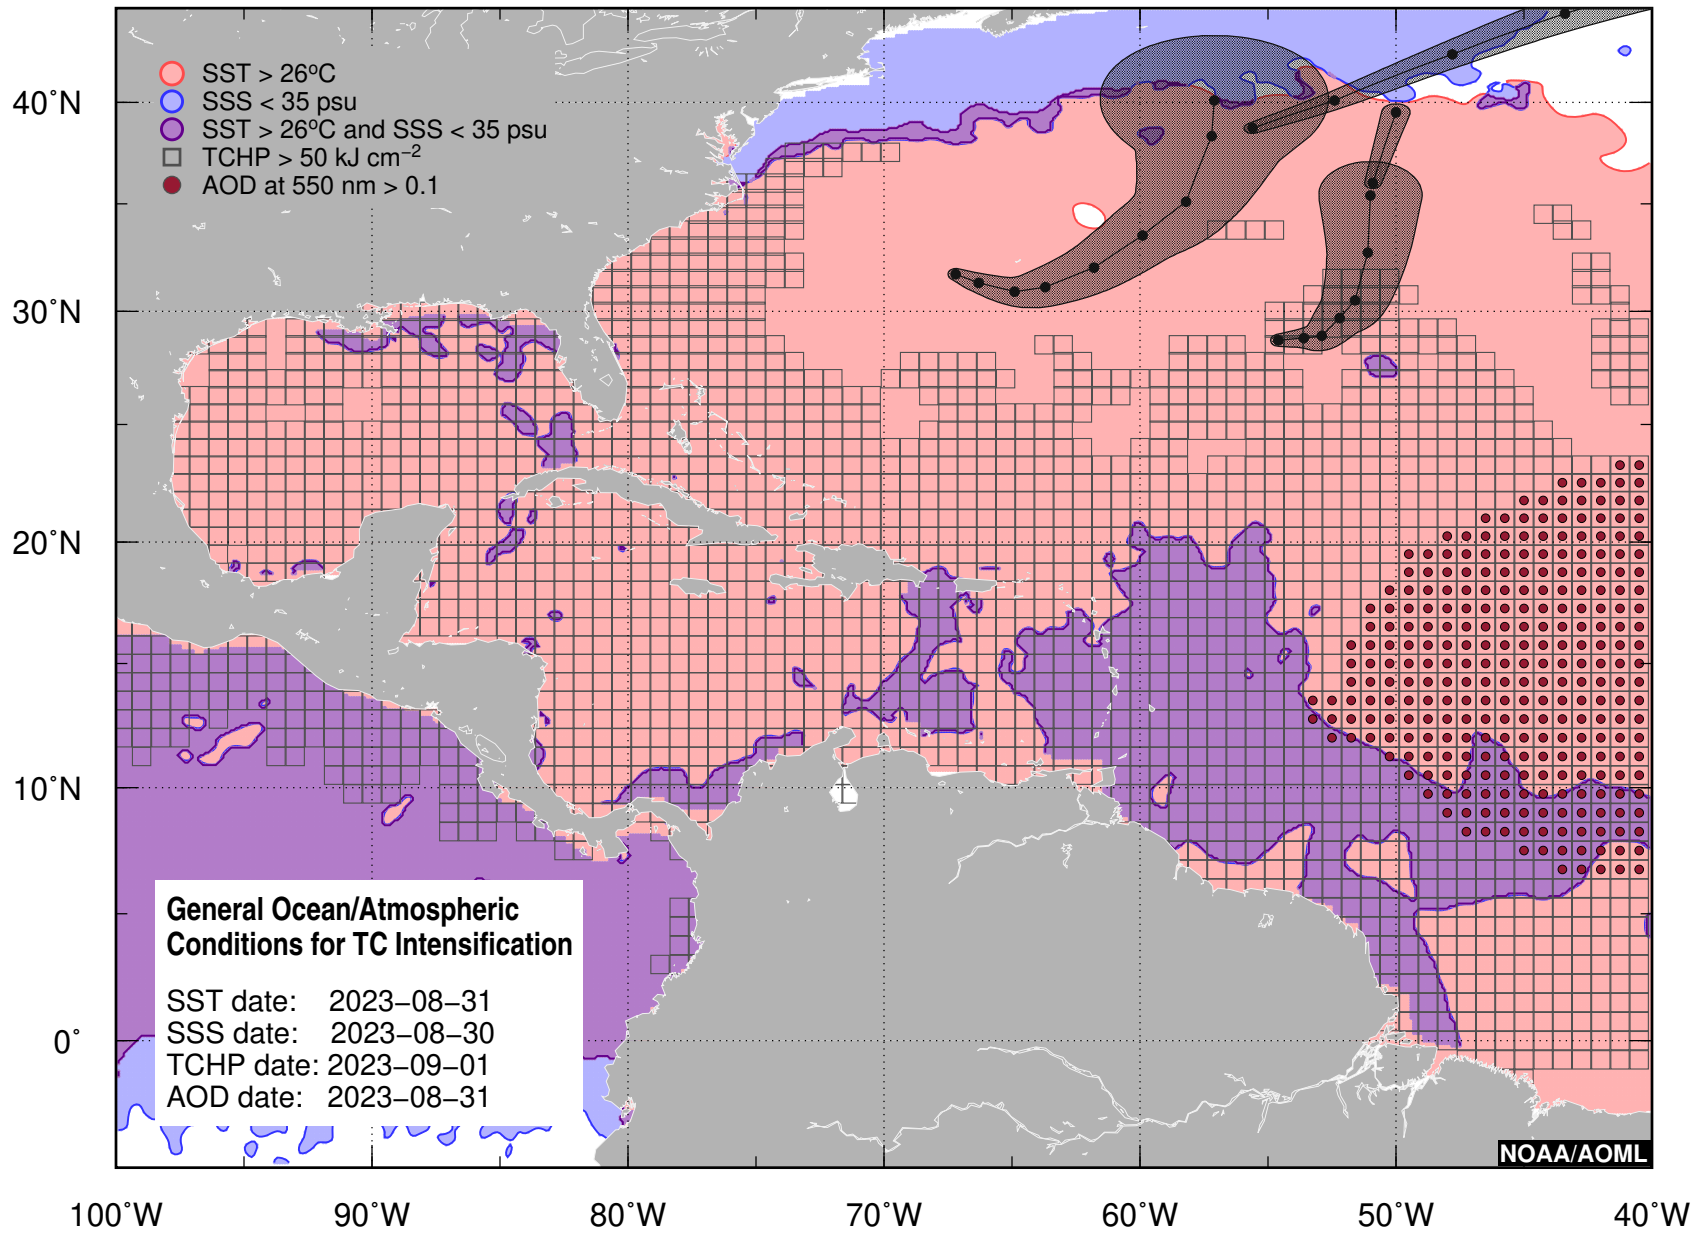 SST > 26°C
SSS < 35 psu
SST > 26°C and SSS < 35 psu
TCHP > 50 kJ cm⁻²
AOD at 550 nm > 0.1
40°N
30°N
20°N
10°N
0°
General Ocean/Atmospheric
Conditions for TC Intensification
SST date: 2023−08−31
SSS date: 2023−08−30
TCHP date: 2023−09−01
AOD date: 2023−08−31
NOAA/AOML
100°W 90°W 80°W 70°W 60°W 50°W 40°W